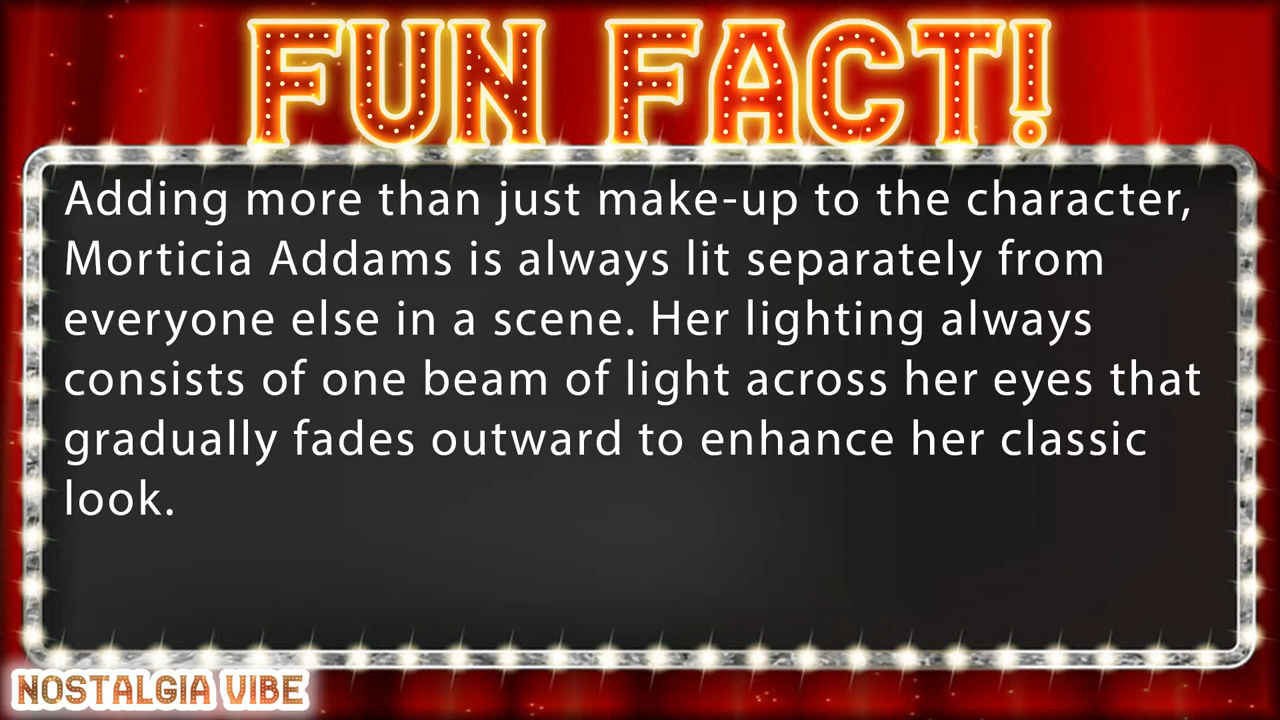 FUN FACT!
Adding more than just make-up to the character,
Morticia Addams is always lit separately from
everyone else in a scene. Her lighting always
consists of one beam of light across her eyes that
gradually fades outward to enhance her classic
look.
NOSTALGIA VIBE